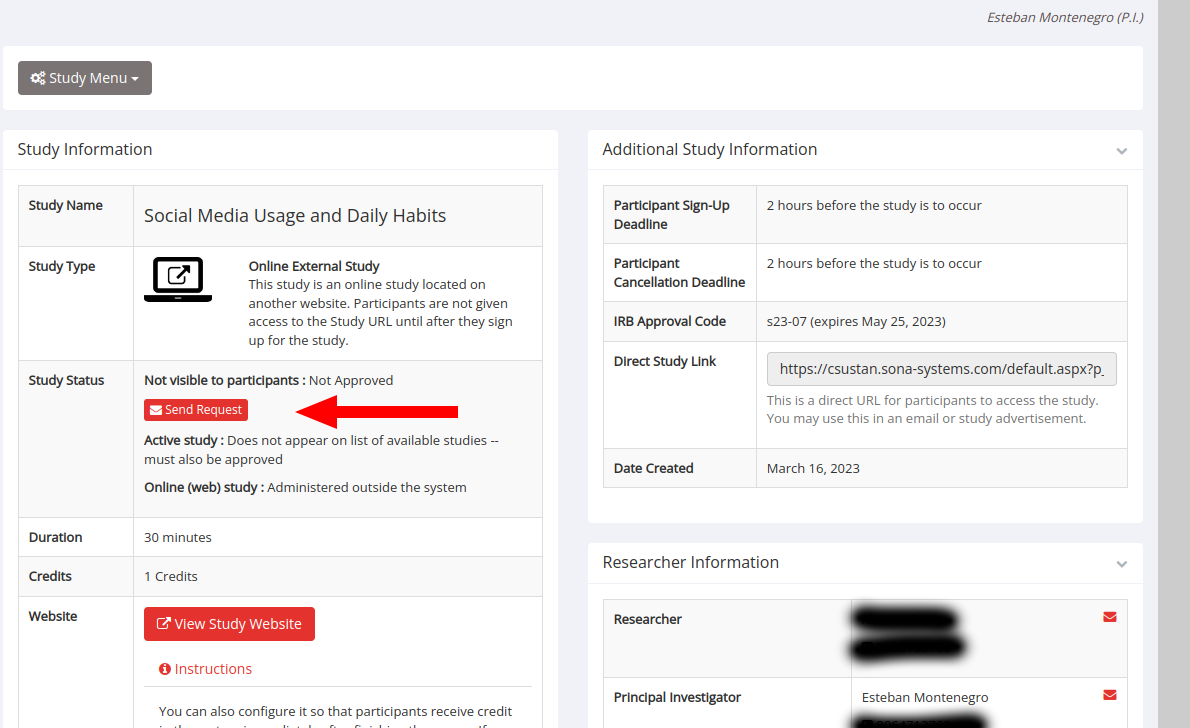 Esteban Montenegro (P.I.)
Study Menu
Study Information
Study Name
Social Media Usage and Daily Habits
Study Type
Online External Study
This study is an online study located on
another website. Participants are not given
access to the Study URL until after they sign
up for the study.
Study Status
Not visible to participants : Not Approved
Send Request
Active study : Does not appear on list of available studies --
must also be approved
Online (web) study : Administered outside the system
Duration
30 minutes
Credits
1 Credits
Website
View Study Website
Instructions
You can also configure it so that participants receive credit
Additional Study Information
Participant Sign-Up
Deadline
2 hours before the study is to occur
Participant
Cancellation Deadline
2 hours before the study is to occur
IRB Approval Code
s23-07 (expires May 25, 2023)
Direct Study Link
https://csustan.sona-systems.com/default.aspx?p_
This is a direct URL for participants to access the study.
You may use this in an email or study advertisement.
Date Created
March 16, 2023
Researcher Information
Researcher
Principal Investigator
Esteban Montenegro